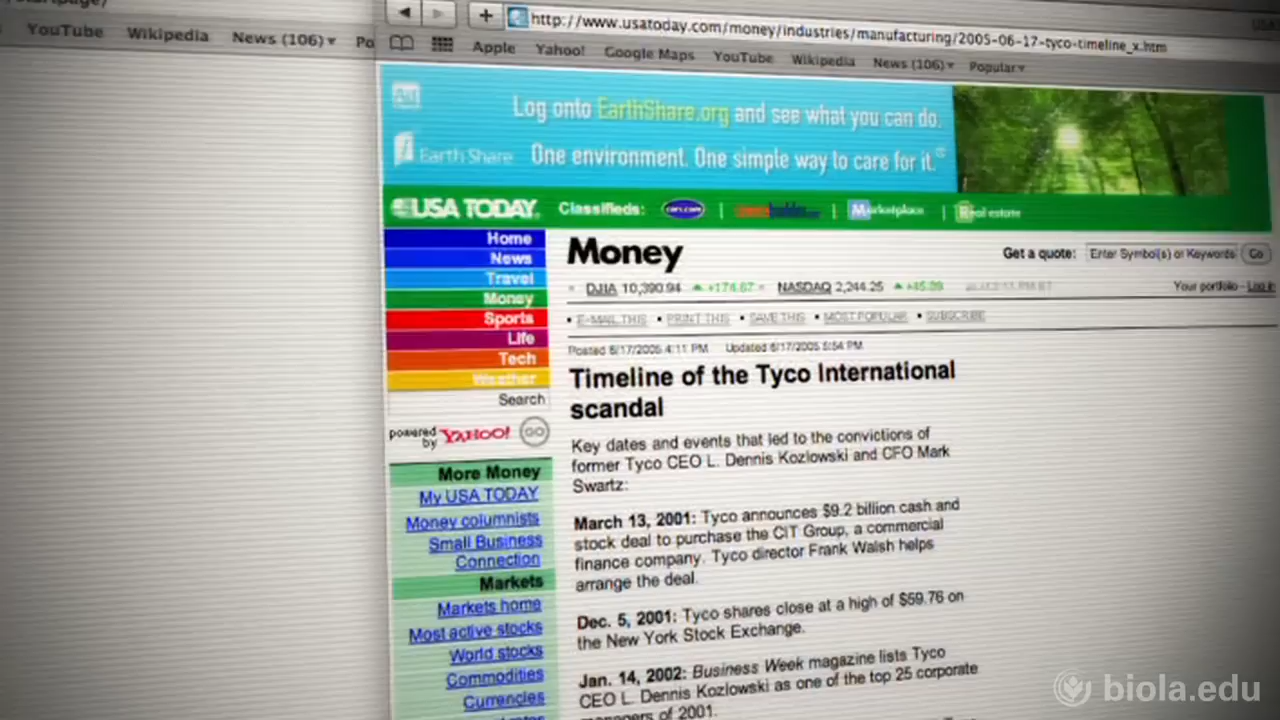 YouTube Wikipedia News (106)▾
http://www.usatoday.com/money/industries/manufacturing/2005-06-17-tyco-timeline_x.htm
Apple Yahoo! Google Maps YouTube Wikipedia News (106)▾ Popular▾
Ad
Log onto EarthShare.org and see what you can do.
Earth Share One environment. One simple way to care for it.®
USA TODAY Classifieds: cars.com | careerbuilder.com | Marketplace | Real estate
Home
News
Travel
Money
Sports
Life
Tech
Weather
Search
powered by YAHOO! GO
More Money
My USA TODAY
Money columnists
Small Business
Connection
Markets
Markets home
Most active stocks
World stocks
Commodities
Currencies
Money
Get a quote: Enter Symbol(s) or Keywords Go
DJIA 10,390.94 ▲ +174.67 NASDAQ 2,244.25 ▲ +45.99
Your portfolio - Log in
• E-MAIL THIS • PRINT THIS • SAVE THIS • MOST POPULAR • SUBSCRIBE
Posted 6/17/2005 4:11 PM Updated 6/17/2005 5:54 PM
Timeline of the Tyco International
scandal
Key dates and events that led to the convictions of
former Tyco CEO L. Dennis Kozlowski and CFO Mark
Swartz:
March 13, 2001: Tyco announces $9.2 billion cash and
stock deal to purchase the CIT Group, a commercial
finance company. Tyco director Frank Walsh helps
arrange the deal.
Dec. 5, 2001: Tyco shares close at a high of $59.76 on
the New York Stock Exchange.
Jan. 14, 2002: Business Week magazine lists Tyco
CEO L. Dennis Kozlowski as one of the top 25 corporate
managers of 2001.
biola.edu